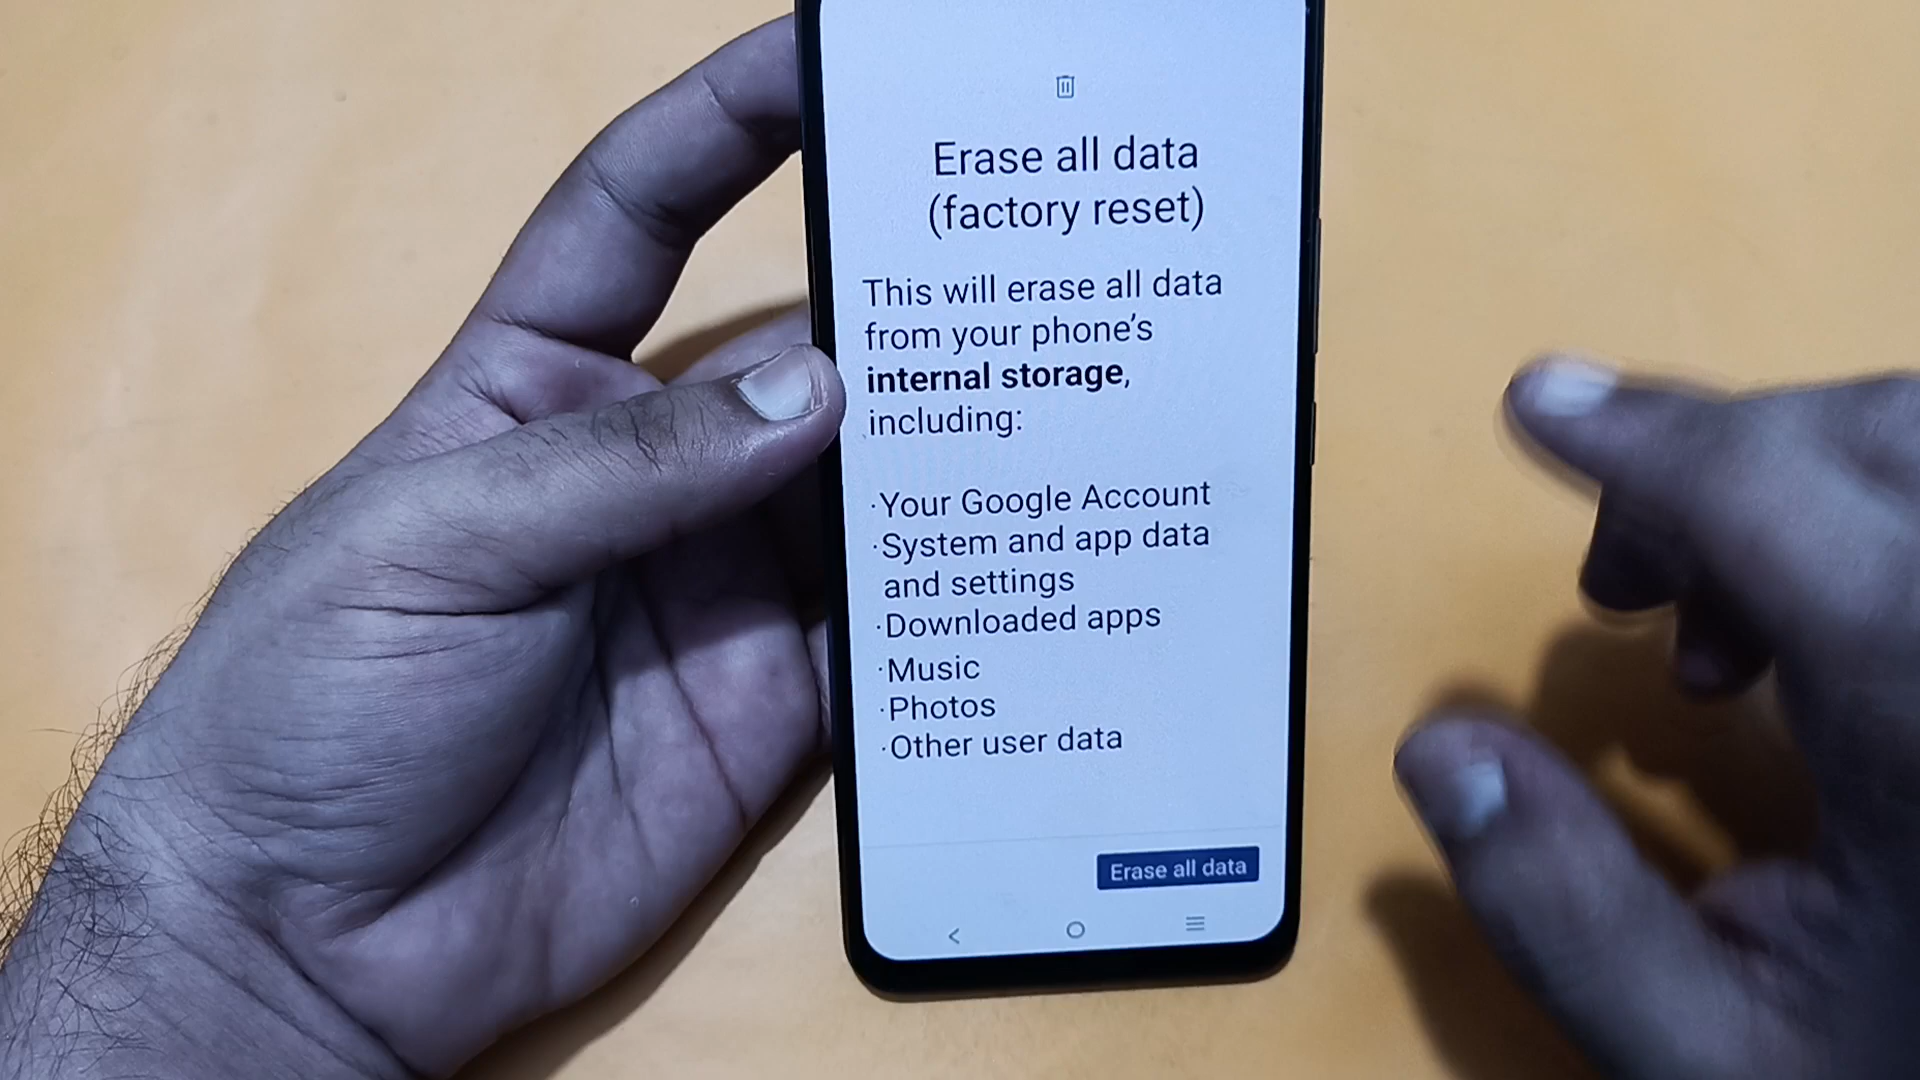 Erase all data
(factory reset)
This will erase all data
from your phone's
internal storage,
including:
·Your Google Account
·System and app data
and settings
·Downloaded apps
·Music
·Photos
·Other user data
Erase all data